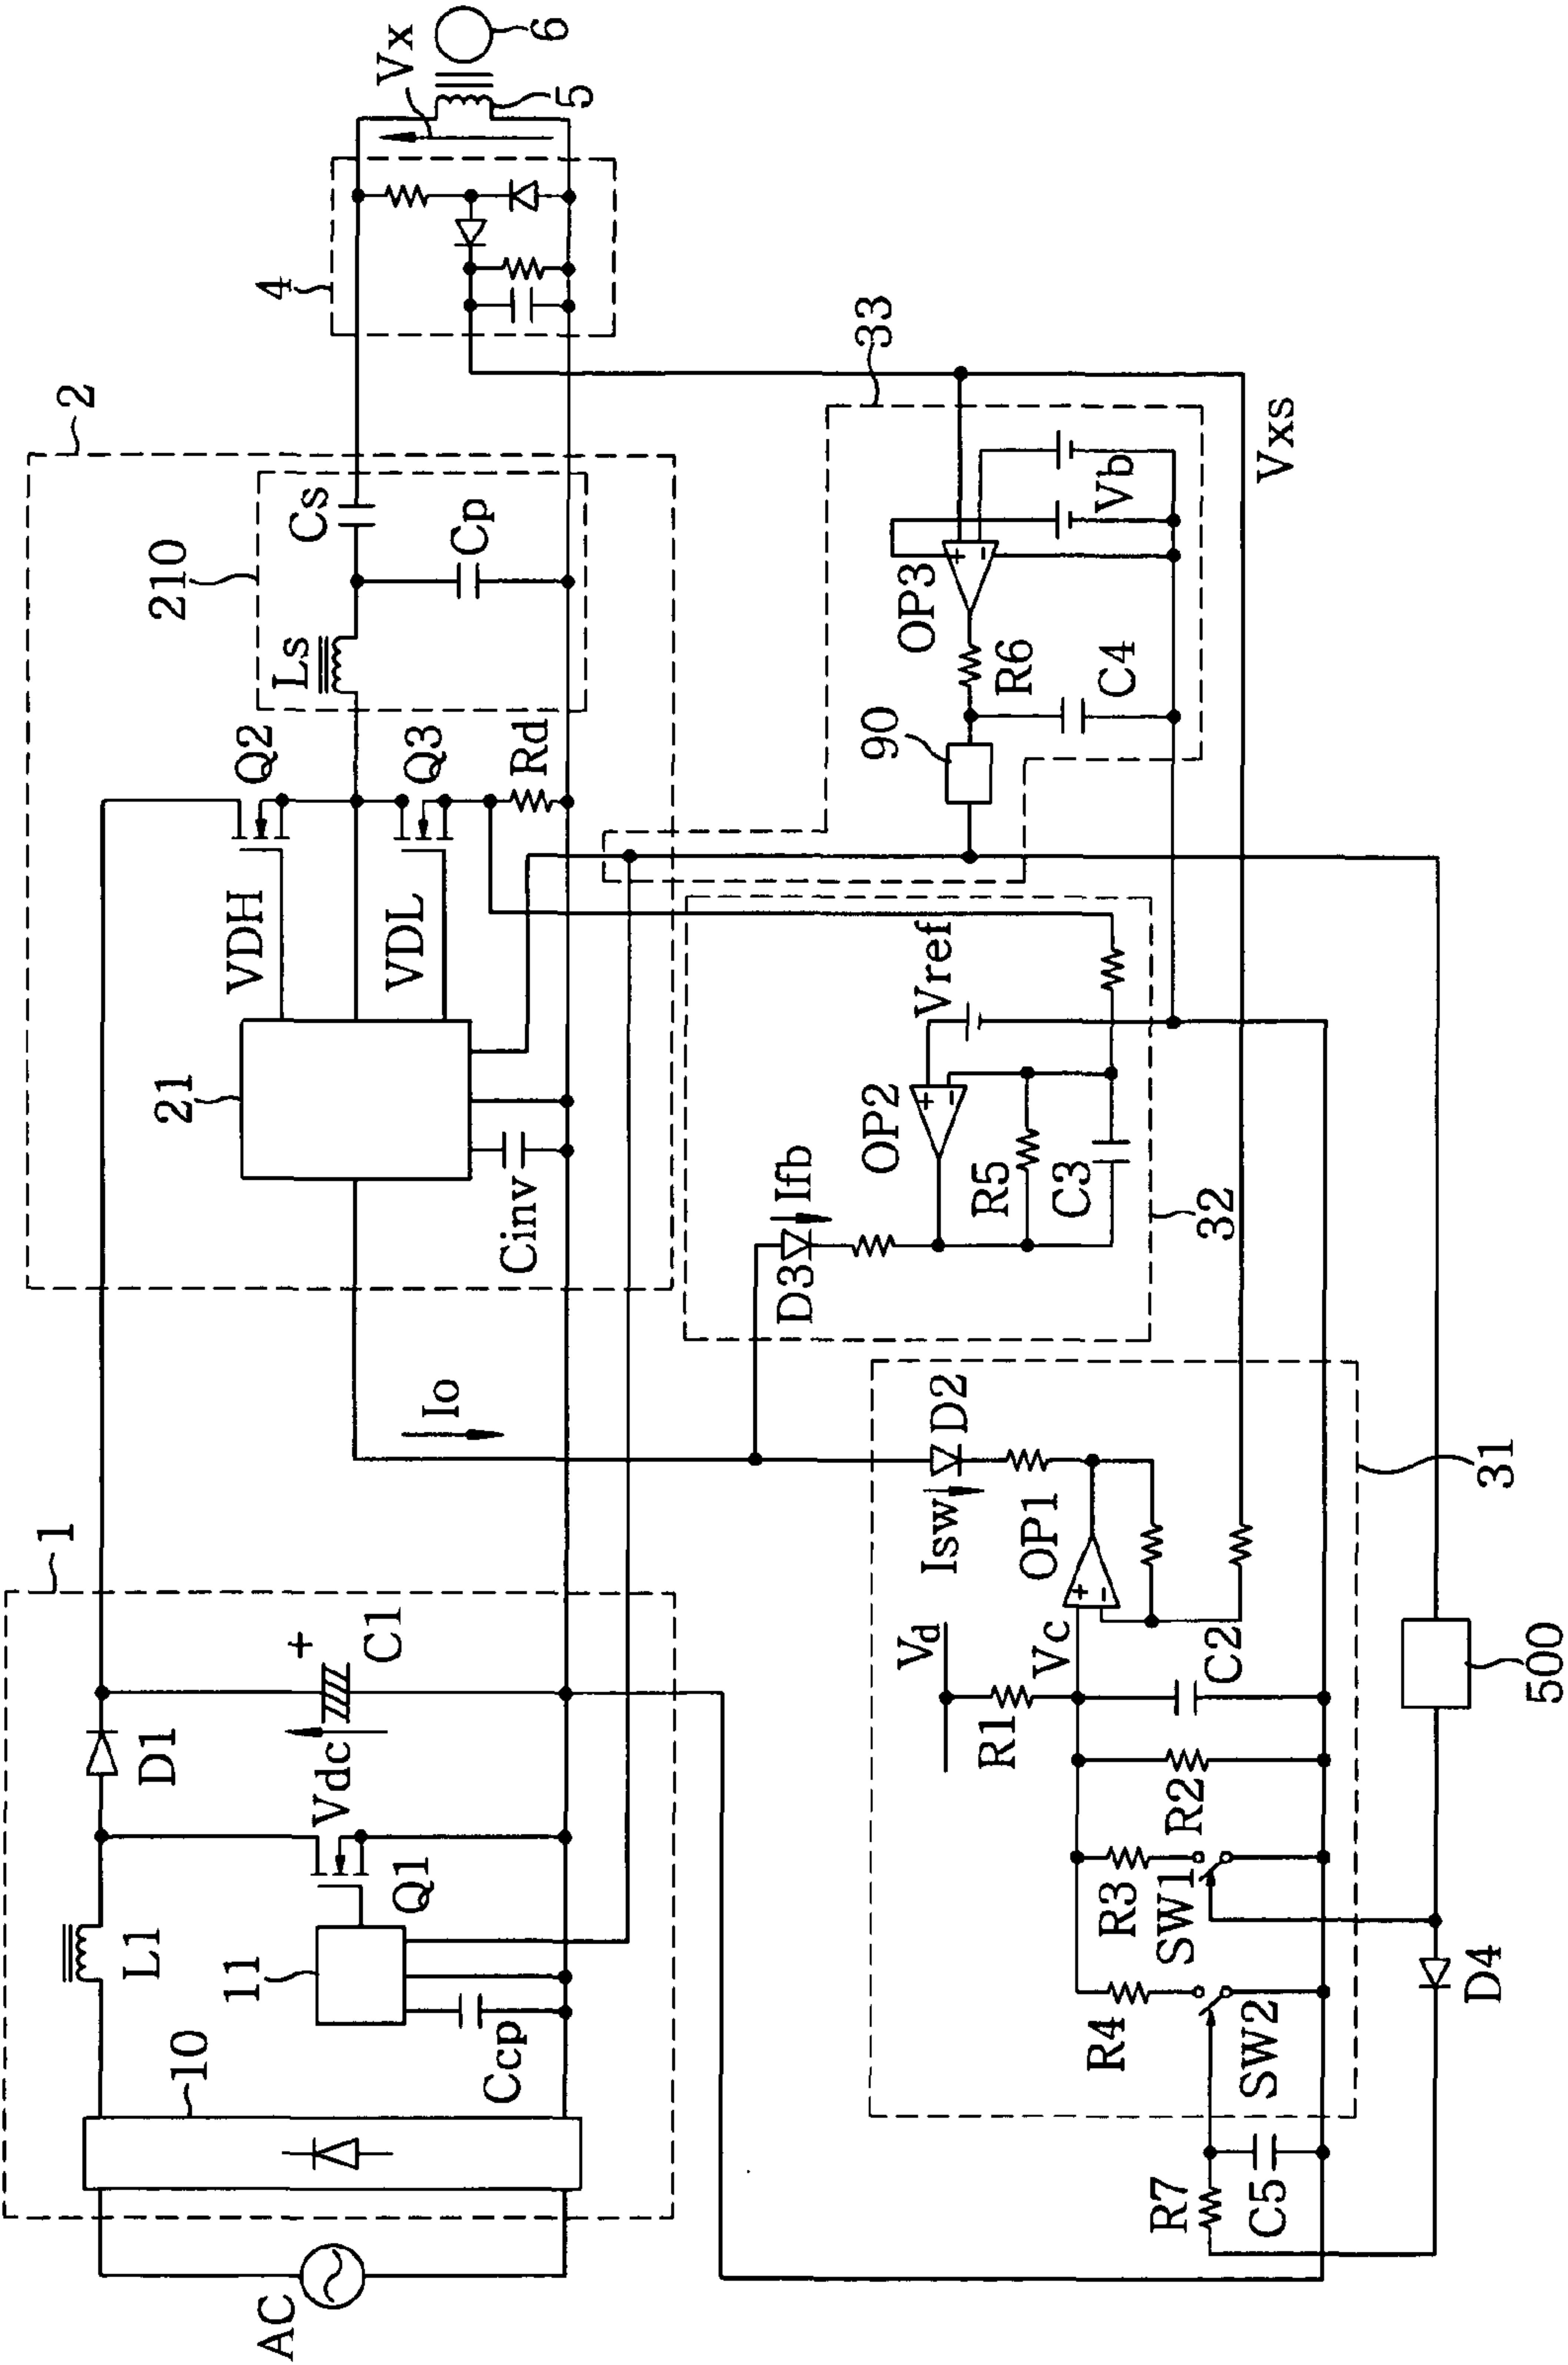 AC
10
L1
D1
1
11
Ccp
Q1
Vdc
+
C1
Io
2
21
Cinv
VDH
VDL
Q2
Q3
Rd
210
Ls
Cs
Cp
4
Vx
5
6
33
90
OP3
+
-
R6
C4
Vb
Vxs
32
D3
Ifb
OP2
+
-
Vref
R5
C3
31
Isw
D2
OP1
+
-
Vd
Vc
R1
C2
R2
R3
SW1
R4
SW2
R7
C5
D4
500